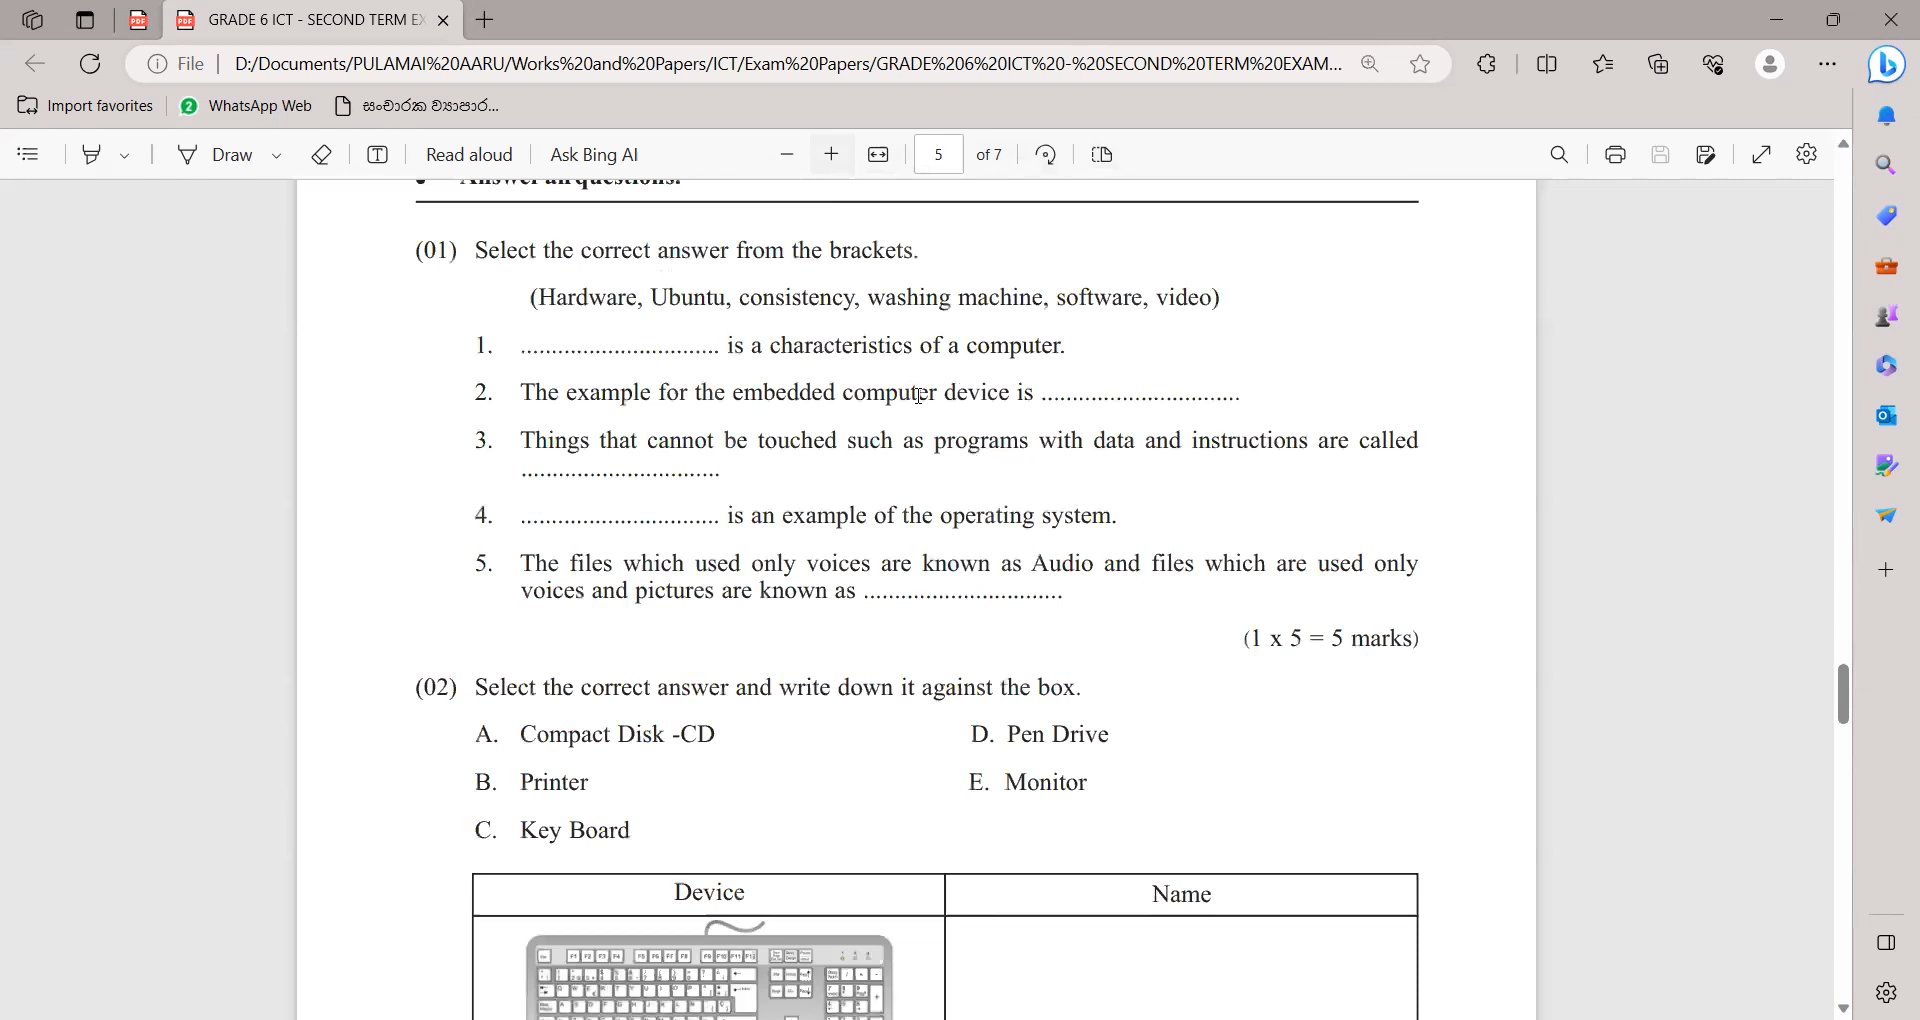 GRADE 6 ICT - SECOND TERM EX
File D:/Documents/PULAMAI%20AARU/Works%20and%20Papers/ICT/Exam%20Papers/GRADE%206%20ICT%20-%20SECOND%20TERM%20EXAM...
Import favorites 2 WhatsApp Web සංචාරක ව්‍යාපාර...
Draw Read aloud Ask Bing AI 5 of 7
Answer all questions.
(01) Select the correct answer from the brackets.
(Hardware, Ubuntu, consistency, washing machine, software, video)
1. ................................ is a characteristics of a computer.
2. The example for the embedded computer device is ................................
3. Things that cannot be touched such as programs with data and instructions are called
................................
4. ................................ is an example of the operating system.
5. The files which used only voices are known as Audio and files which are used only
voices and pictures are known as ................................
(1 x 5 = 5 marks)
(02) Select the correct answer and write down it against the box.
A. Compact Disk -CD D. Pen Drive
B. Printer E. Monitor
C. Key Board
Device Name